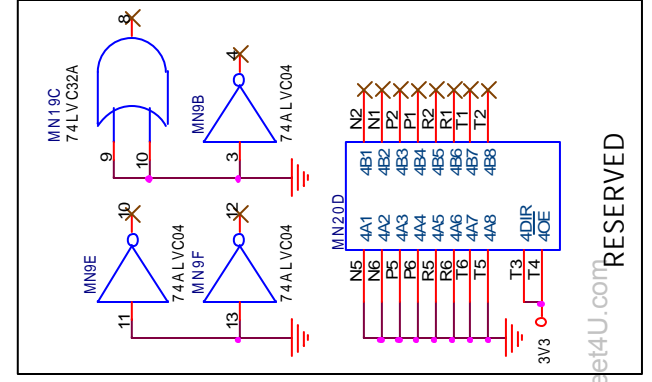 MN19C
74LVC32A
8
9
10
MN9B
74ALVC04
4
3
MN9E
74ALVC04
10
11
MN9F
74ALVC04
12
13
MN20D
N2
N1
P2
P1
R2
R1
T1
T2
4B1
4B2
4B3
4B4
4B5
4B6
4B7
4B8
4A1
4A2
4A3
4A4
4A5
4A6
4A7
4A8
4DIR
4OE
N5
N6
P5
P6
R5
R6
T6
T5
T3
T4
3V3
RESERVED
eet4U.com